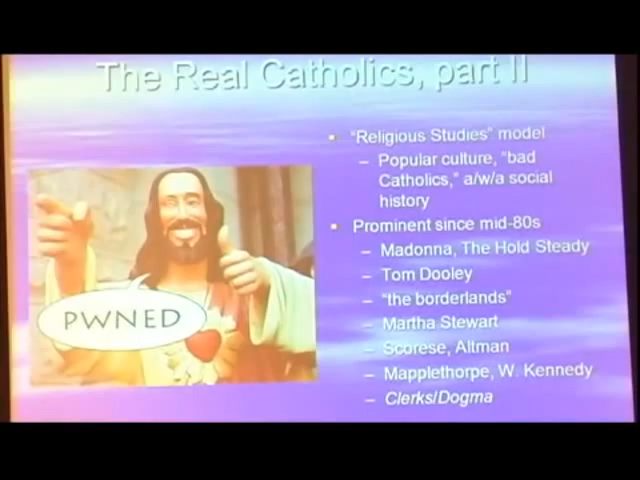 The Real Catholics, part II
"Religious Studies" model
– Popular culture, "bad
Catholics," a/w/a social
history
Prominent since mid-80s
– Madonna, The Hold Steady
– Tom Dooley
– "the borderlands"
– Martha Stewart
– Scorese, Altman
– Mapplethorpe, W. Kennedy
– Clerks/Dogma
PWNED